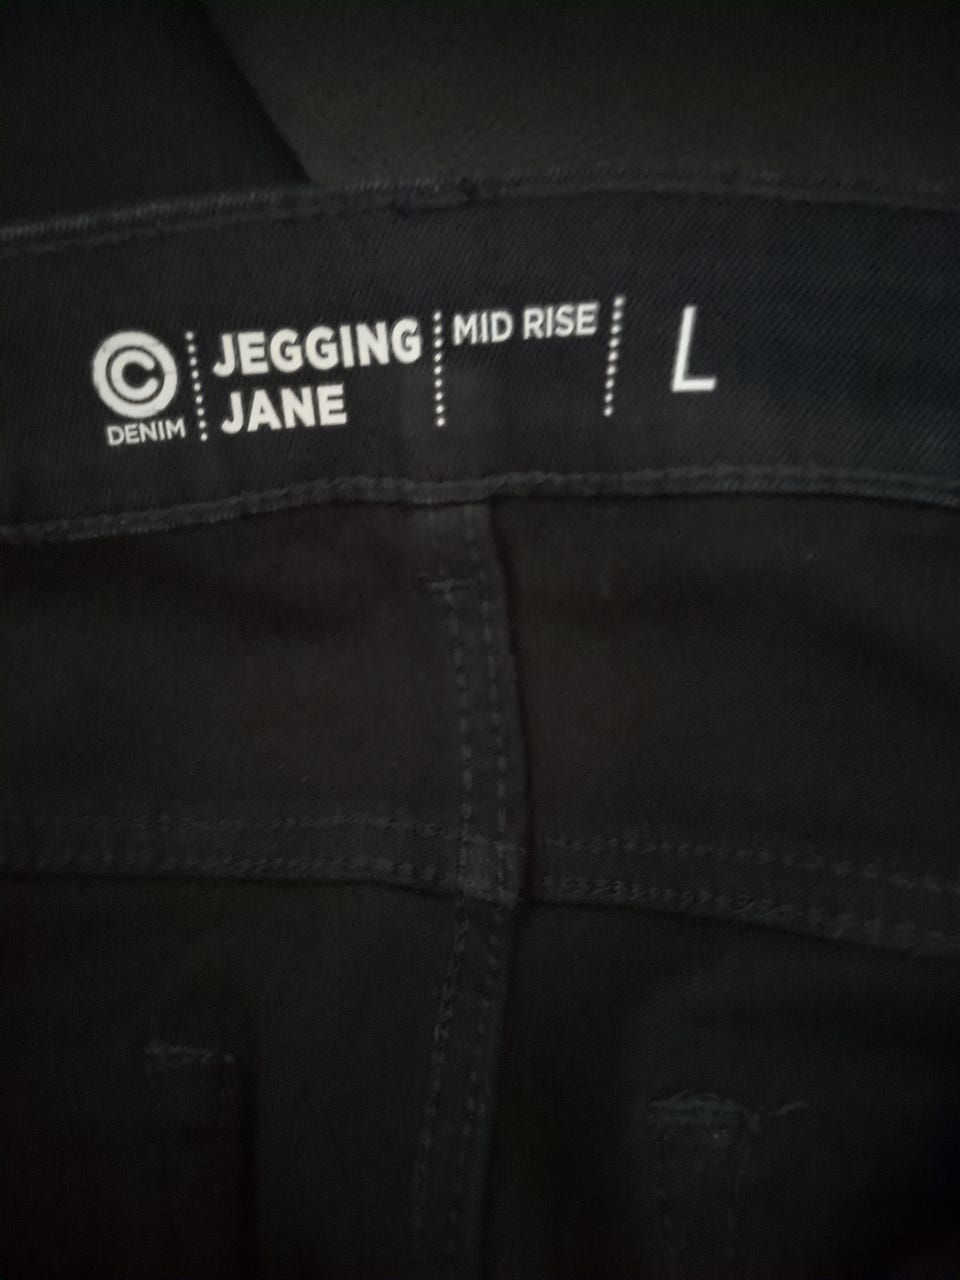 © DENIM
JEGGING
JANE
MID RISE
L